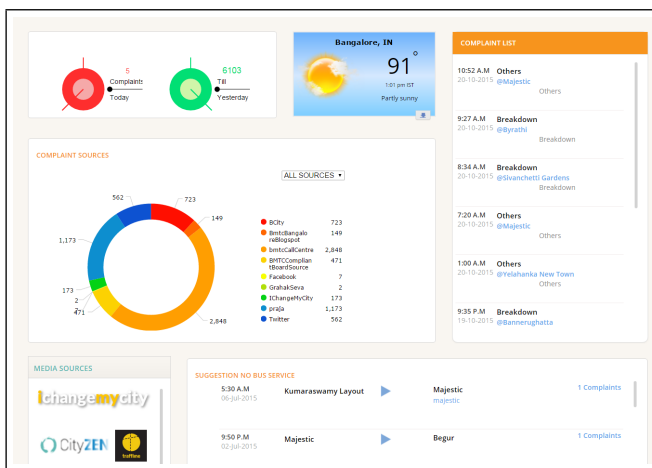 5
Complaints
Today
6103
Till
Yesterday
Bangalore, IN
91°
1:01 pm IST
Partly sunny
COMPLAINT LIST
10:52 A.M Others
20-10-2015 @Majestic
Others
9:27 A.M Breakdown
20-10-2015 @Byrathi
Breakdown
8:34 A.M Breakdown
20-10-2015 @Sivanchetti Gardens
Breakdown
7:20 A.M Others
20-10-2015 @Majestic
Others
1:00 A.M Others
20-10-2015 @Yelahanka New Town
Others
9:35 P.M Breakdown
19-10-2015 @Bannerughatta
COMPLAINT SOURCES
ALL SOURCES
562
723
149
1,173
173
2
7
471
2,848
BCity 723
BmtcBangalo 149
reBlogspot
bmtcCallCentre 2,848
BMTCComplian 471
tBoardSource
Facebook 7
GrahakSeva 2
IChangeMyCity 173
praja 1,173
Twitter 562
MEDIA SOURCES
Ichangemycity
CityZEN
traffline
SUGGESTION NO BUS SERVICE
5:30 A.M Kumaraswamy Layout Majestic 1 Complaints
06-Jul-2015 majestic
9:50 P.M Majestic Begur 1 Complaints
02-Jul-2015